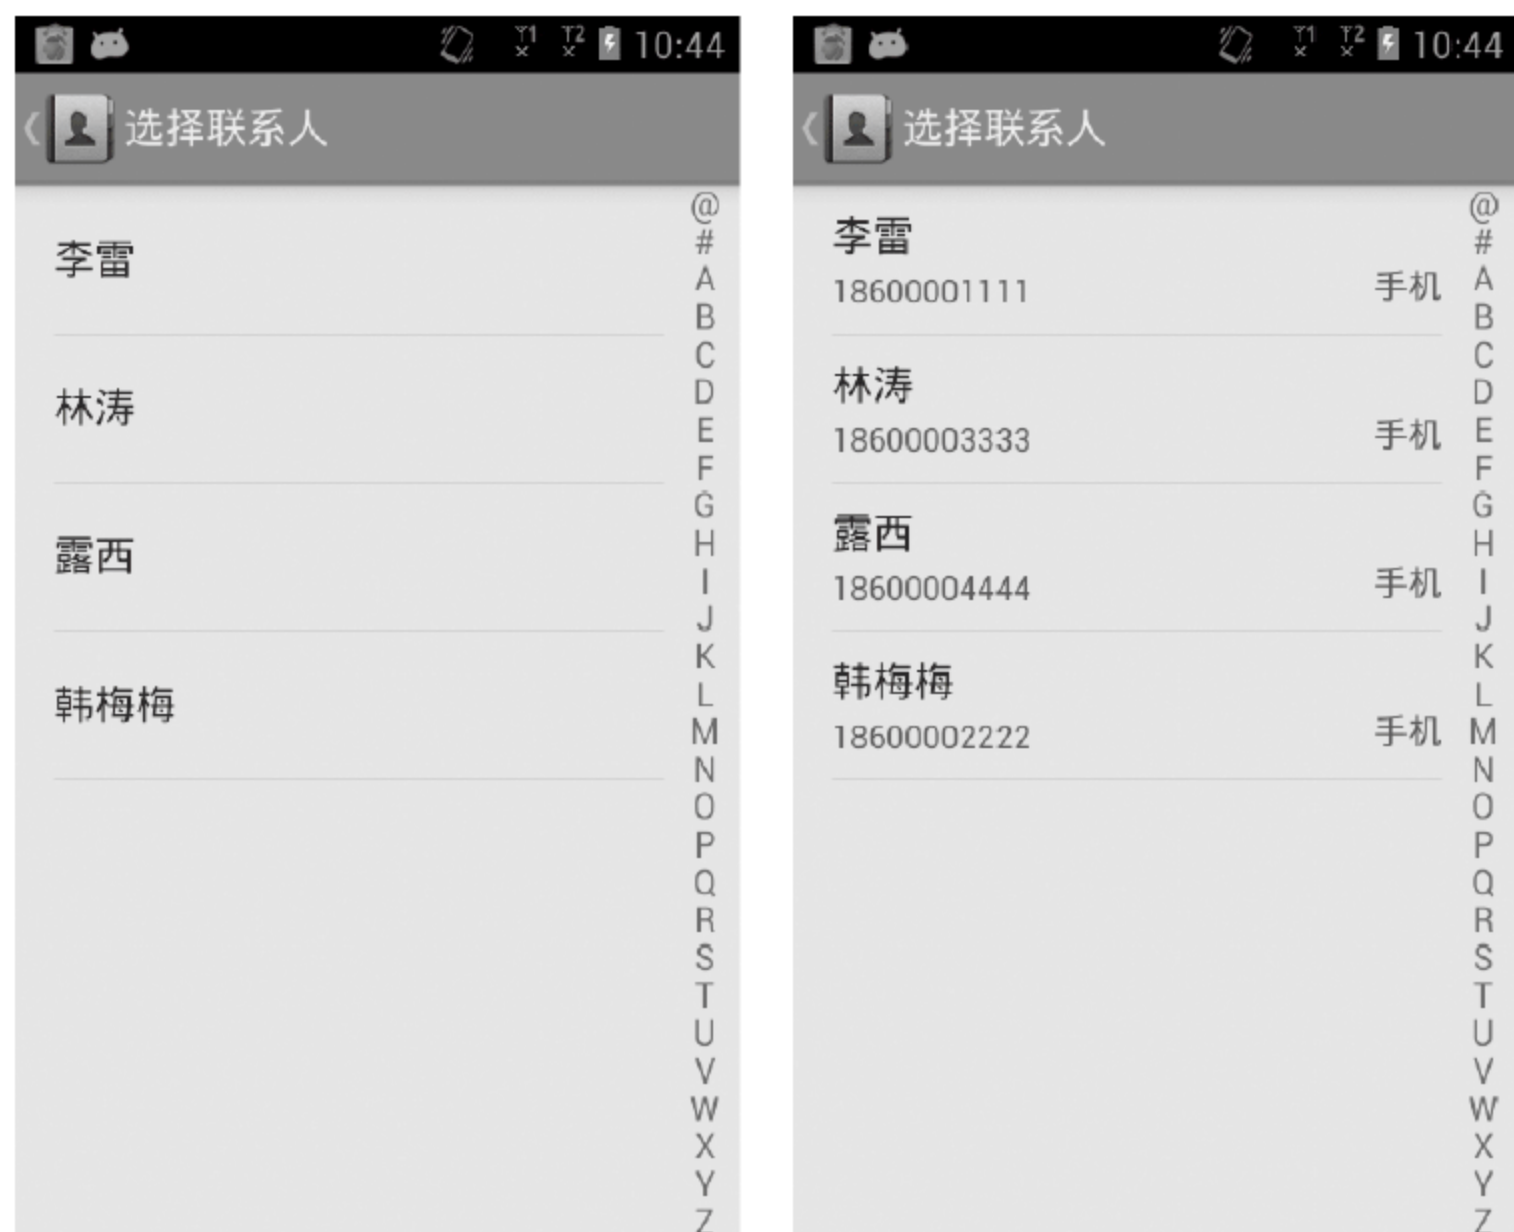 10:44
选择联系人
李雷
林涛
露西
韩梅梅
@
#
A
B
C
D
E
F
G
H
I
J
K
L
M
N
O
P
Q
R
S
T
U
V
W
X
Y
Z
10:44
选择联系人
李雷
18600001111 手机
林涛
18600003333 手机
露西
18600004444 手机
韩梅梅
18600002222 手机
@
#
A
B
C
D
E
F
G
H
I
J
K
L
M
N
O
P
Q
R
S
T
U
V
W
X
Y
Z